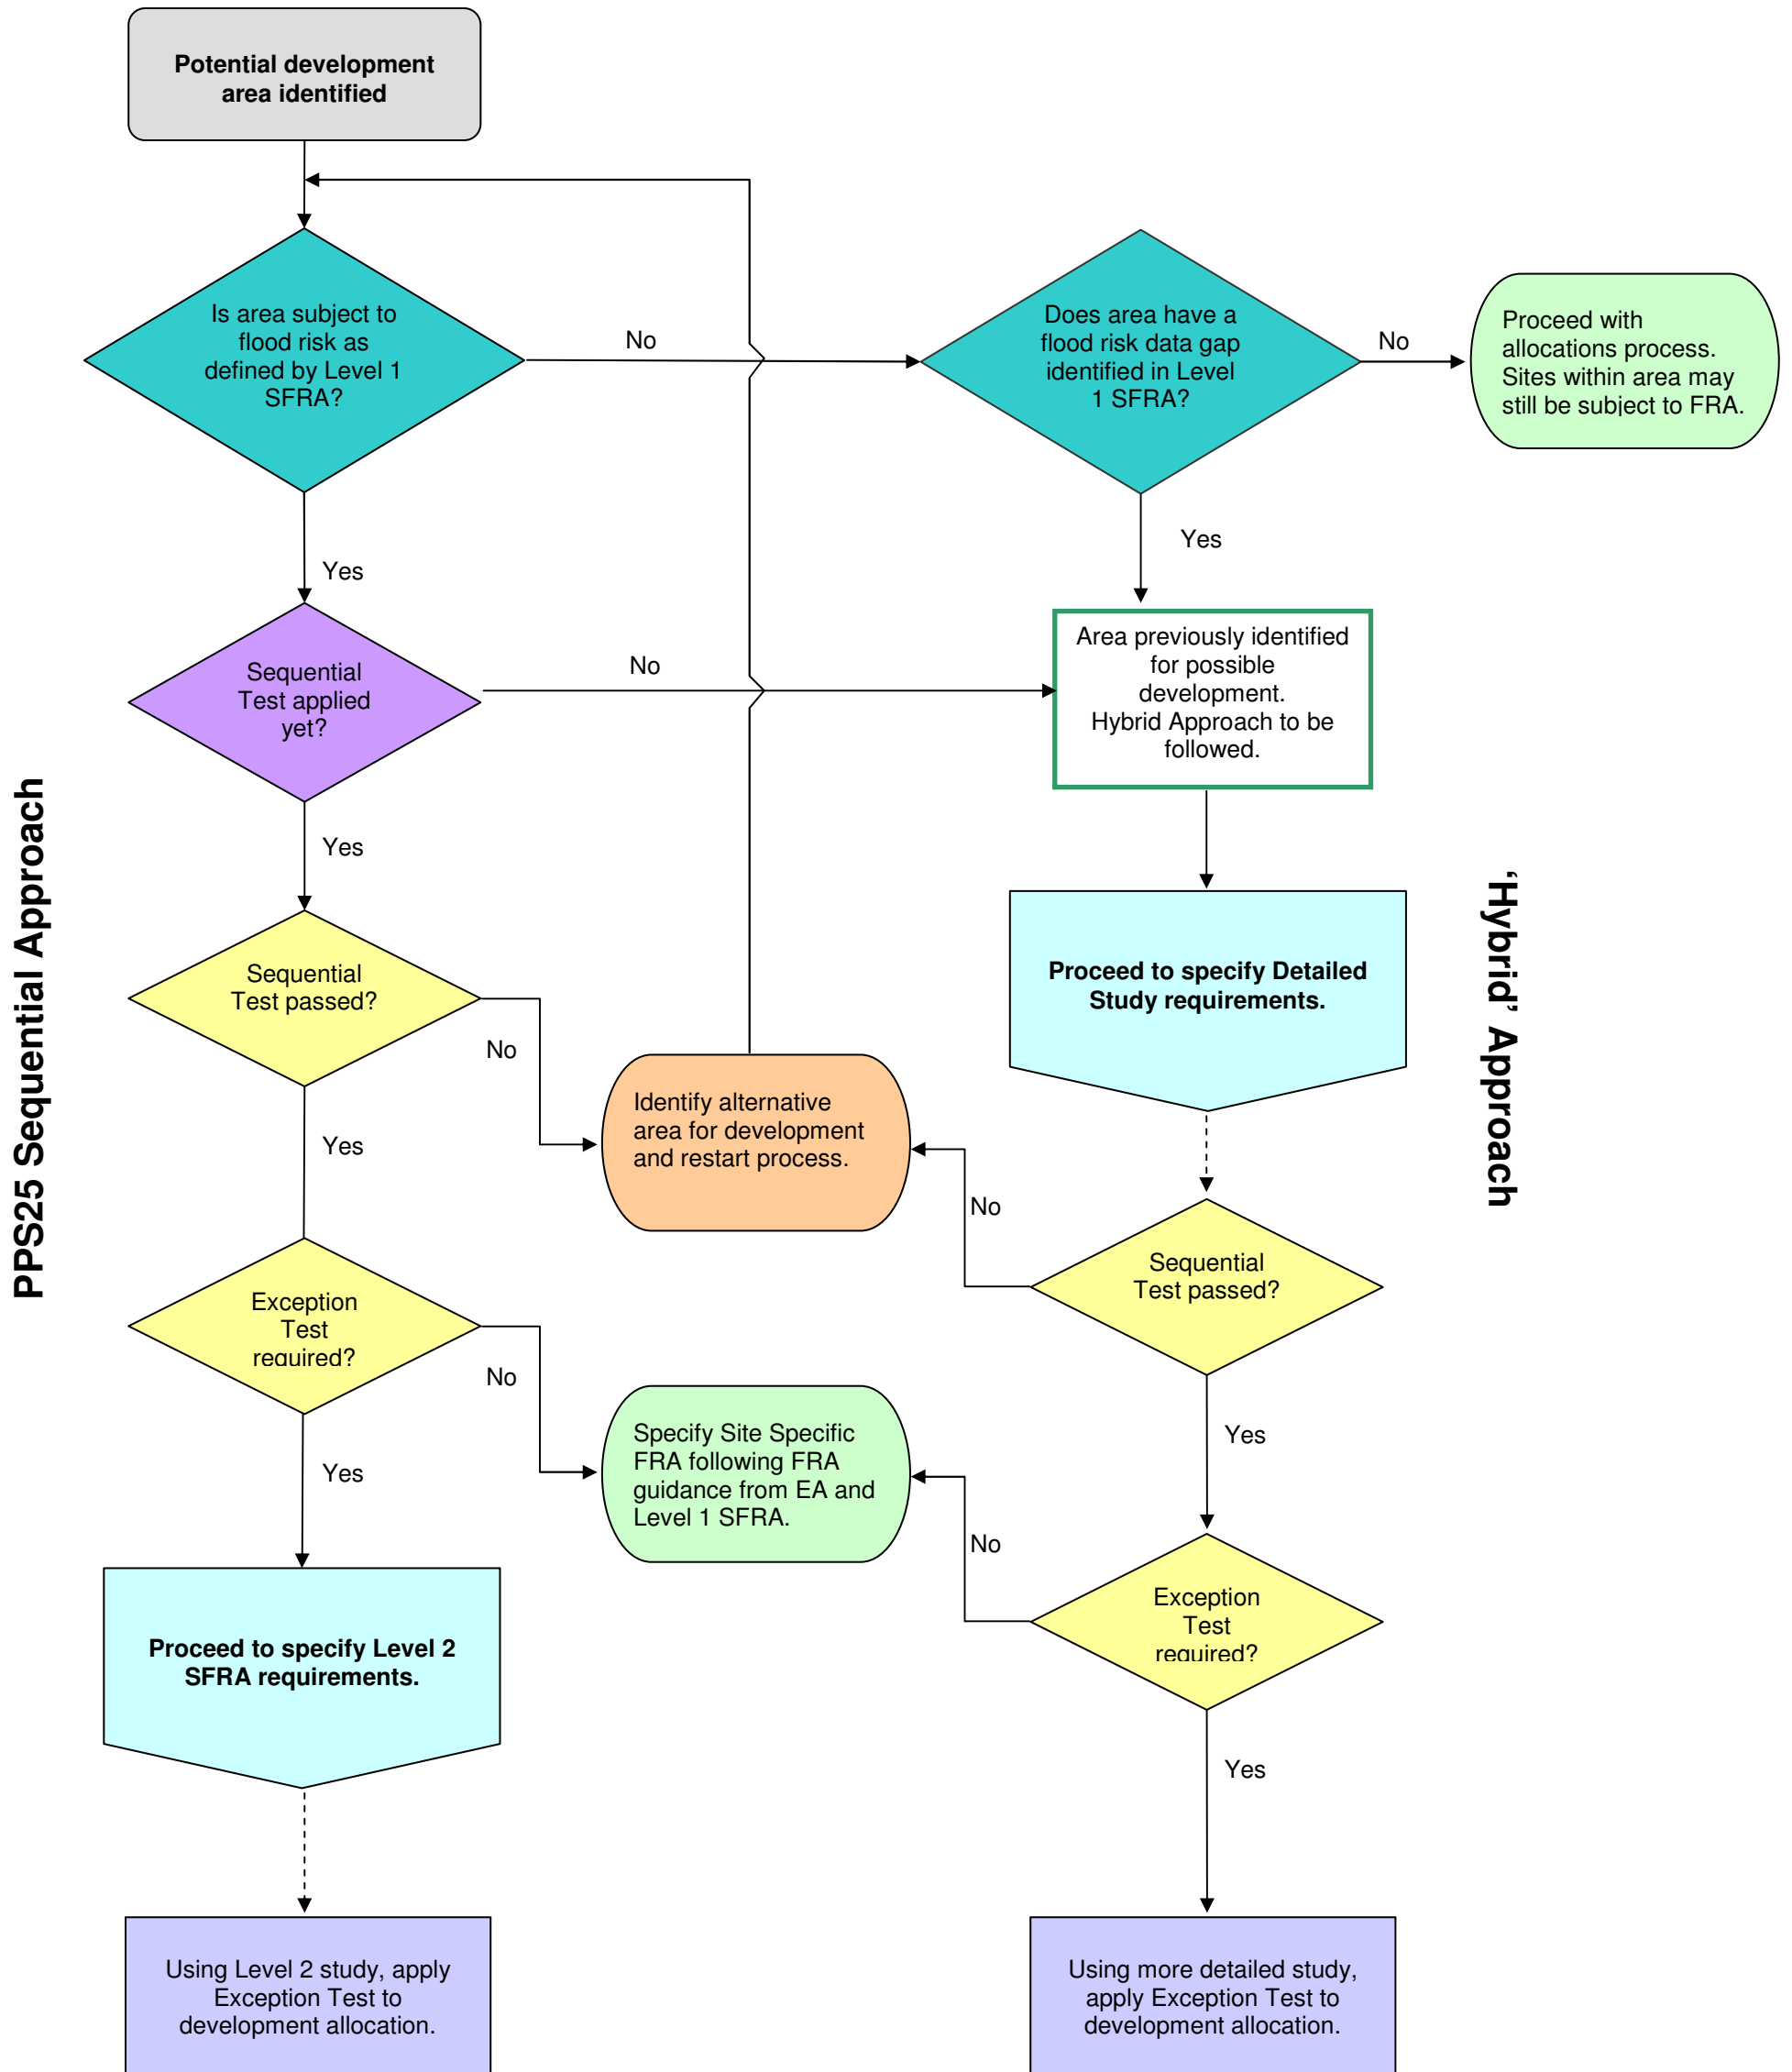 Potential development
area identified
Is area subject to
flood risk as
defined by Level 1
SFRA?
No
Does area have a
flood risk data gap
identified in Level
1 SFRA?
No
Proceed with
allocations process.
Sites within area may
still be subject to FRA.
Yes
Yes
Sequential
Test applied
yet?
No
Area previously identified
for possible
development.
Hybrid Approach to be
followed.
PPS25 Sequential Approach
Yes
'Hybrid' Approach
Sequential
Test passed?
No
Proceed to specify Detailed
Study requirements.
Identify alternative
area for development
and restart process.
Yes
No
Sequential
Test passed?
Exception
Test
required?
No
Specify Site Specific
FRA following FRA
guidance from EA and
Level 1 SFRA.
Yes
Yes
No
Exception
Test
required?
Proceed to specify Level 2
SFRA requirements.
Yes
Using Level 2 study, apply
Exception Test to
development allocation.
Using more detailed study,
apply Exception Test to
development allocation.